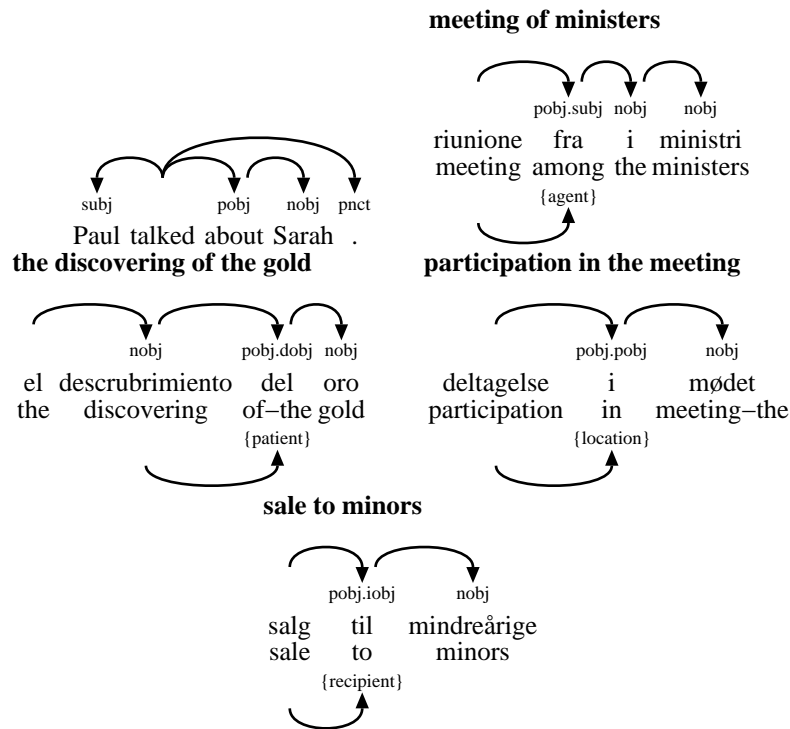 meeting of ministers
pobj.subj nobj nobj
riunione fra i ministri
meeting among the ministers
{agent}
subj pobj nobj pnct
Paul talked about Sarah .
the discovering of the gold
nobj pobj.dobj nobj
el descrubrimiento del oro
the discovering of−the gold
{patient}
participation in the meeting
pobj.pobj nobj
deltagelse i mødet
participation in meeting−the
{location}
sale to minors
pobj.iobj nobj
salg til mindreårige
sale to minors
{recipient}